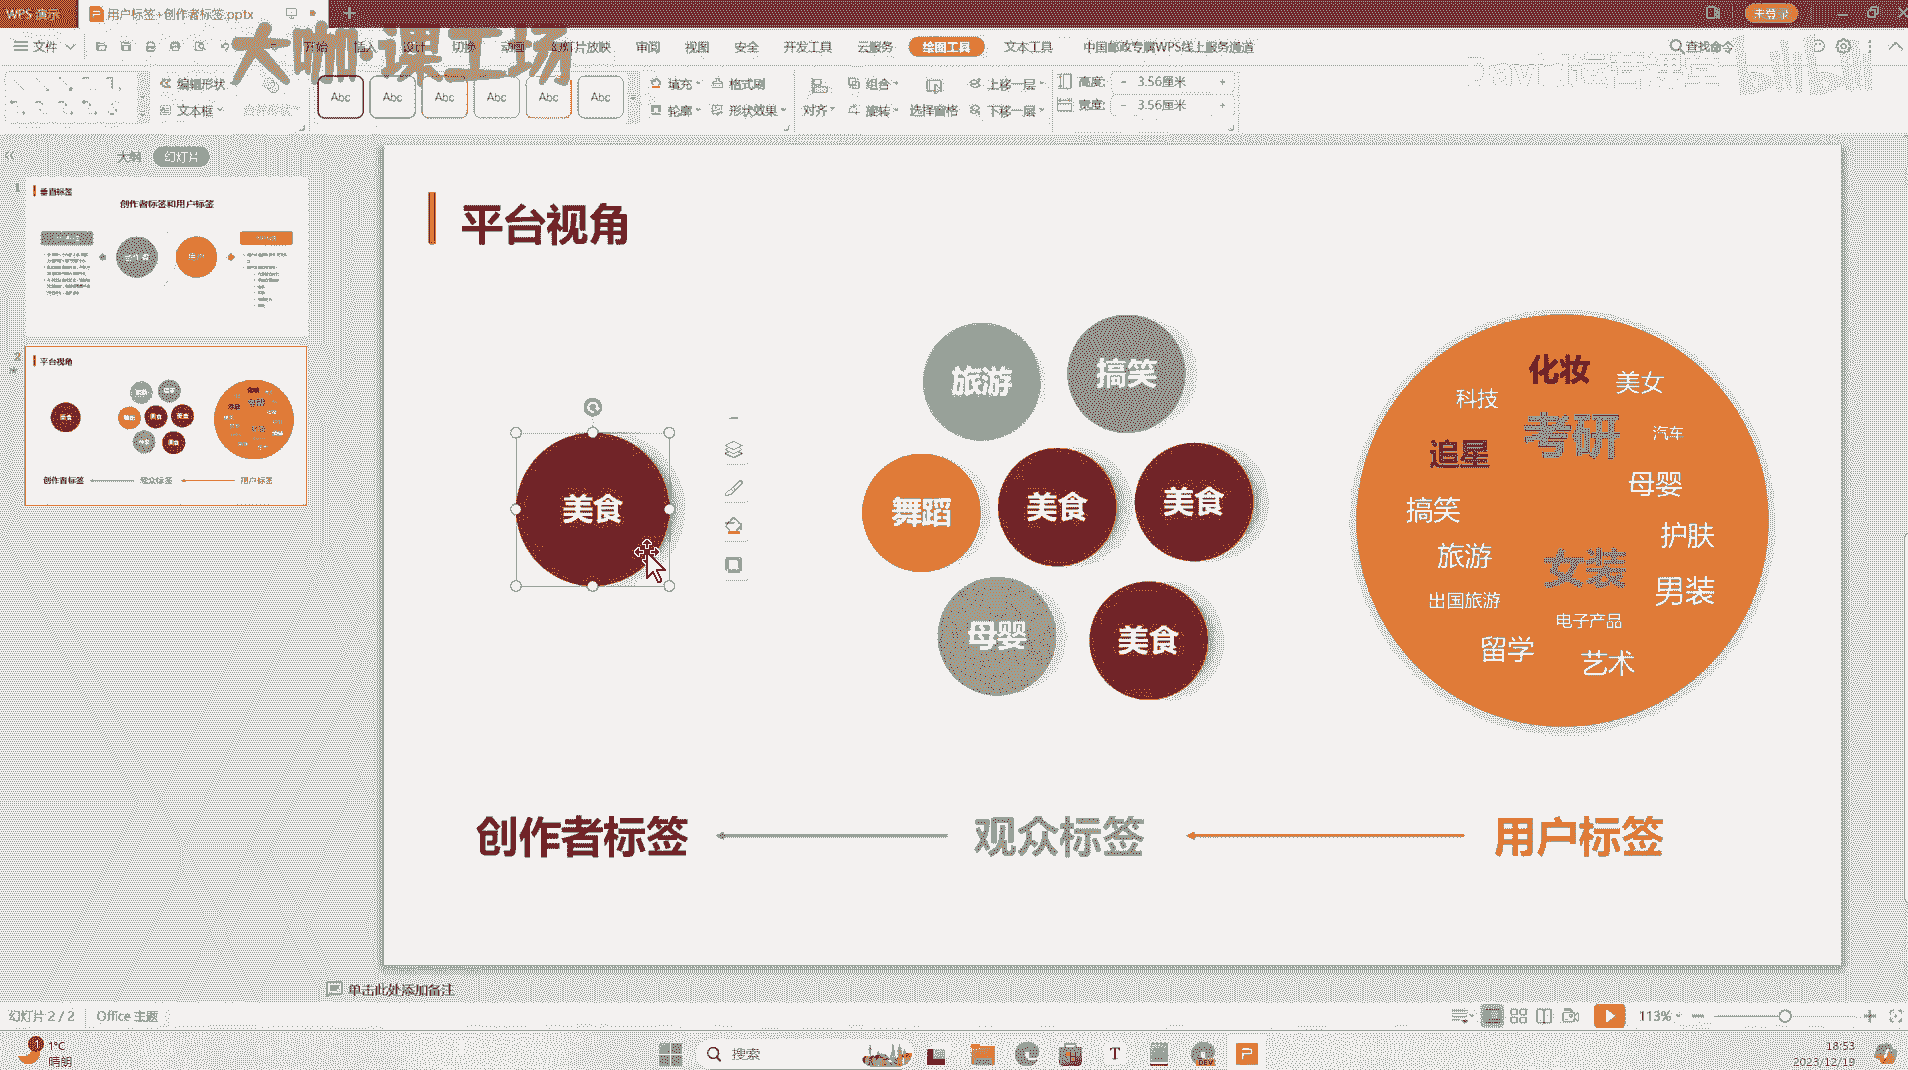 WPS 演示
用户标签+创作者标签.pptx
未登录
大咖·课工场
文件
开始 插入 设计 切换 动画 幻灯片放映 审阅 视图 安全 开发工具 云服务 绘图工具 文本工具 中国邮政专属WPS线上服务通道
查找命令
bilibili
编辑形状
文本框
Abc Abc Abc Abc Abc Abc
填充 格式刷
轮廓 形状效果
对齐
组合
旋转
选择窗格
上移一层
下移一层
高度: 3.56厘米
宽度: 3.56厘米
大纲 幻灯片
1
垂直标签
创作者标签和用户标签
2
平台视角
创作者标签 观众标签 用户标签
平台视角
美食
旅游
搞笑
舞蹈
美食
美食
母婴
美食
化妆
美女
科技
考研
汽车
追星
母婴
搞笑
护肤
旅游
女装
男装
出国旅游
电子产品
留学
艺术
创作者标签
观众标签
用户标签
单击此处添加备注
幻灯片 2 / 2
Office 主题
113%
1°C
晴朗
搜索
18:53
2023/12/19